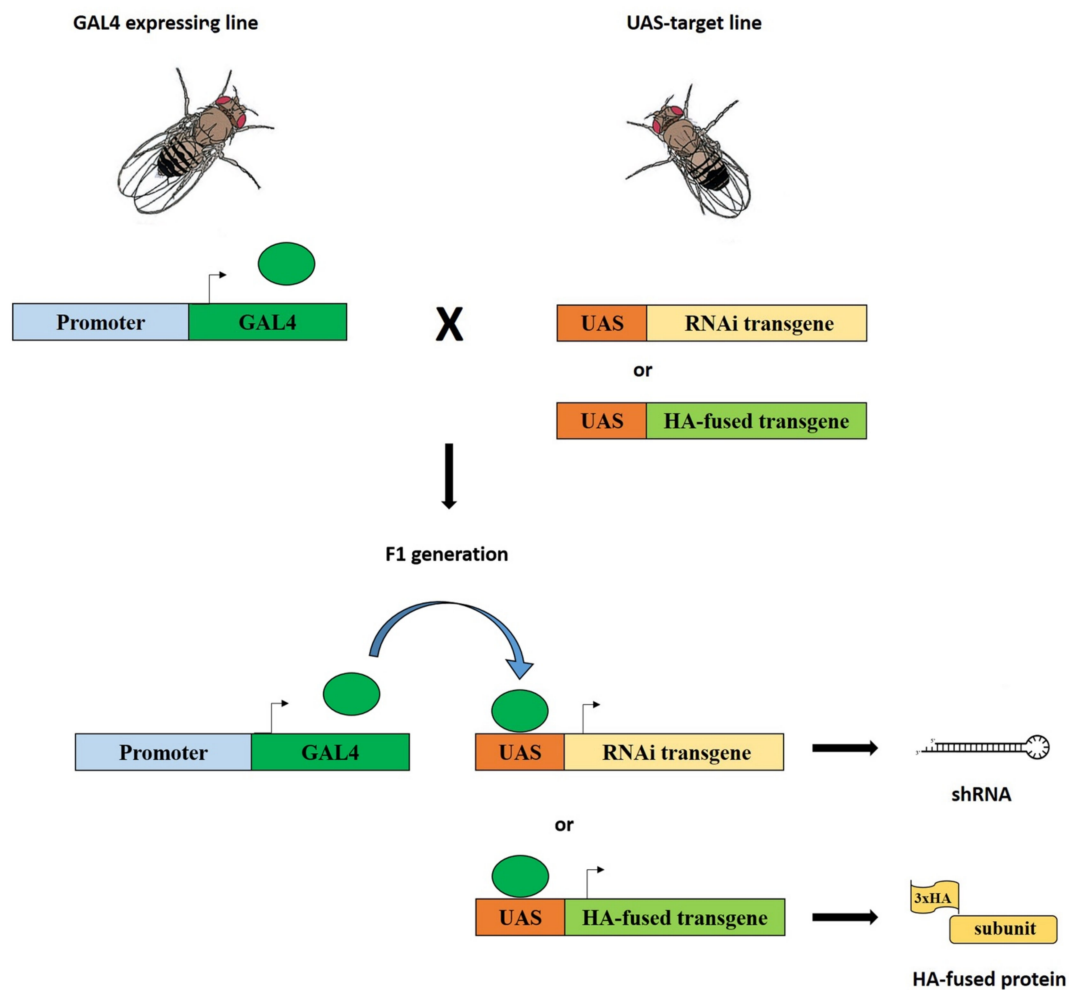 GAL4 expressing line
UAS-target line
Promoter
GAL4
X
UAS
RNAi transgene
or
UAS
HA-fused transgene
F1 generation
Promoter
GAL4
UAS
RNAi transgene
shRNA
or
UAS
HA-fused transgene
3xHA
subunit
HA-fused protein